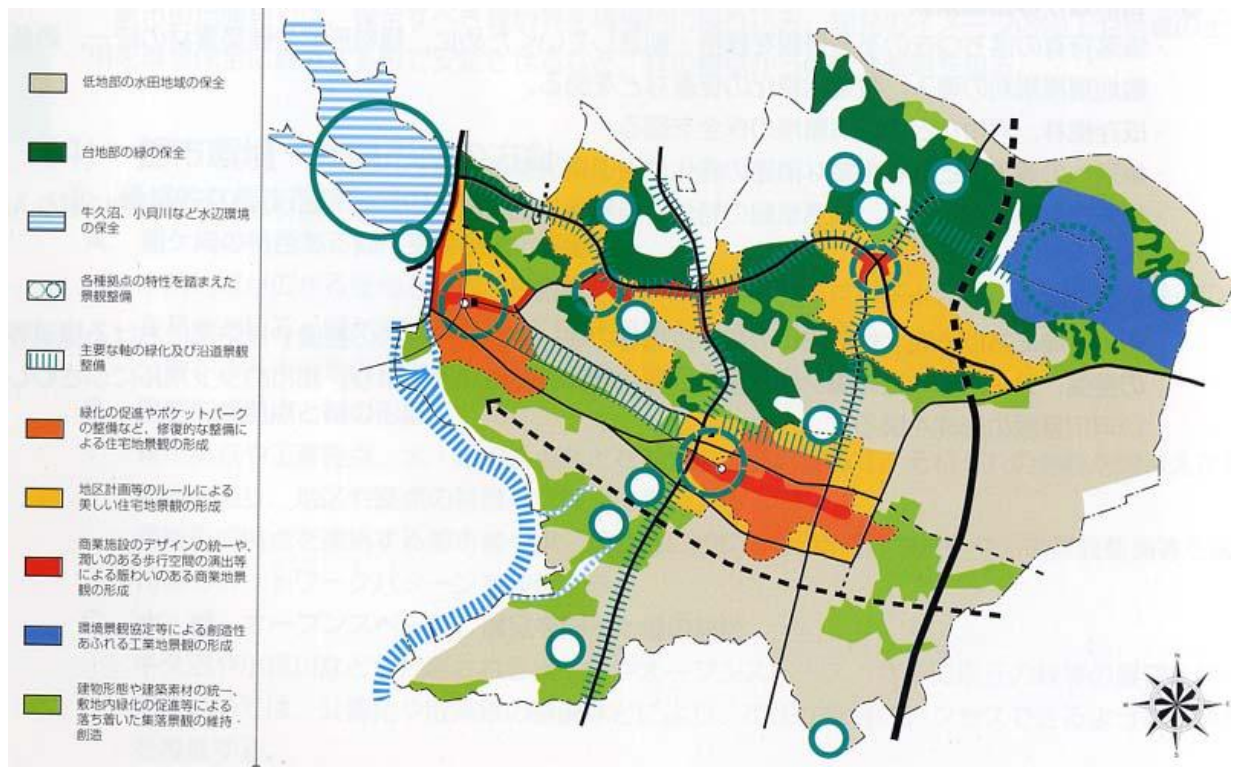 低地部の水田地域の保全
台地部の緑の保全
牛久沼、小貝川など水辺環境
の保全
各種拠点の特性を踏まえた
景観整備
主要な軸の緑化及び沿道景観
整備
緑化の促進やポケットパーク
の整備など、修復的な整備に
よる住宅地景観の形成
地区計画等のルールによる
美しい住宅地景観の形成
商業施設のデザインの統一や、
潤いのある歩行空間の演出等
による賑わいのある商業地景
観の形成
環境景観協定等による創造性
あふれる工業地景観の形成
建物形態や建築素材の統一、
敷地内緑化の促進等による
落ち着いた集落景観の維持・
創造